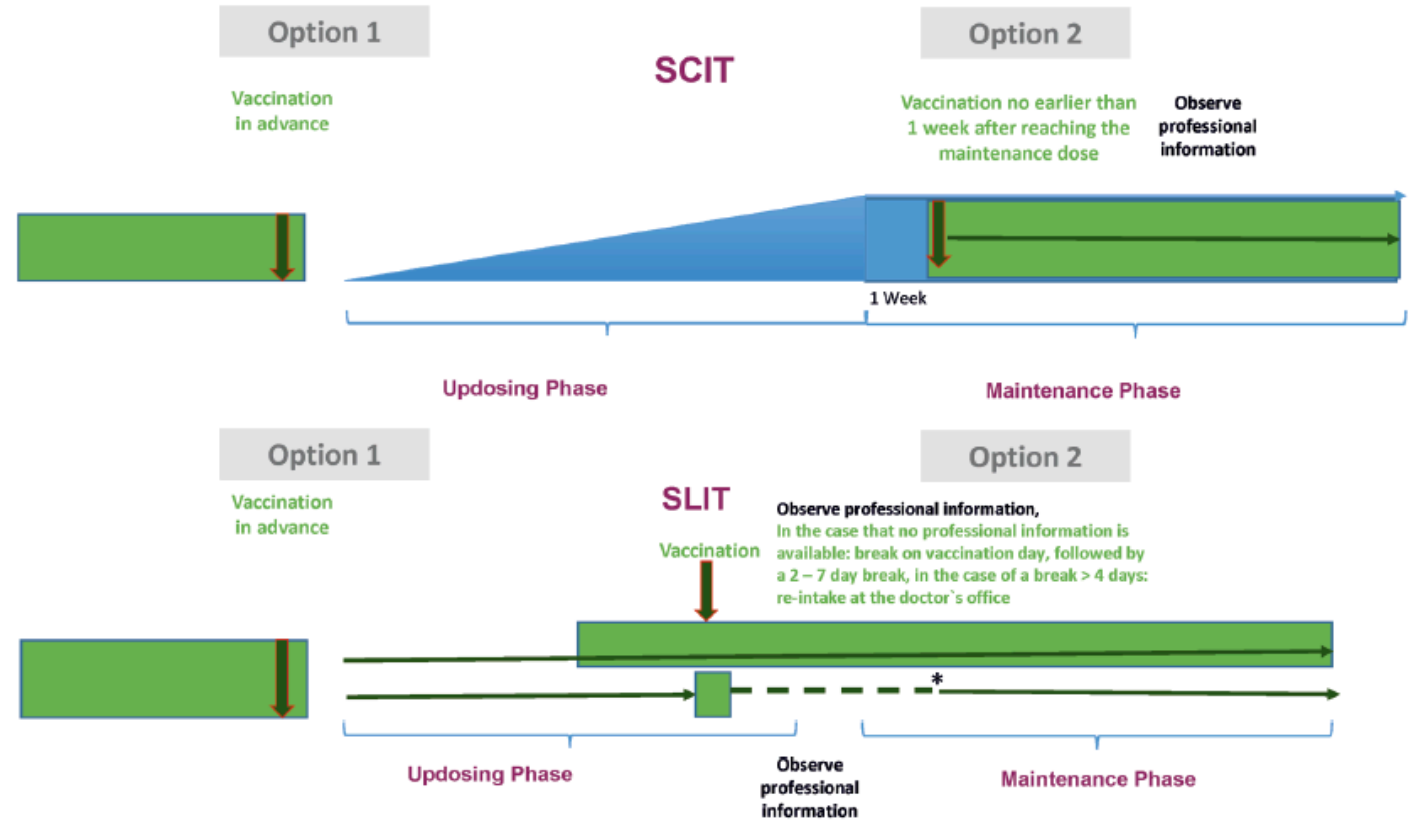 Option 1
Option 2
SCIT
Vaccination
in advance
Vaccination no earlier than
1 week after reaching the
maintenance dose
Observe
professional
information
1 Week
Updosing Phase
Maintenance Phase
Option 1
Option 2
Vaccination
in advance
SLIT
Vaccination
Observe professional information,
In the case that no professional information is
available: break on vaccination day, followed by
a 2 – 7 day break, in the case of a break > 4 days:
re-intake at the doctor`s office
*
Updosing Phase
Observe
professional
information
Maintenance Phase